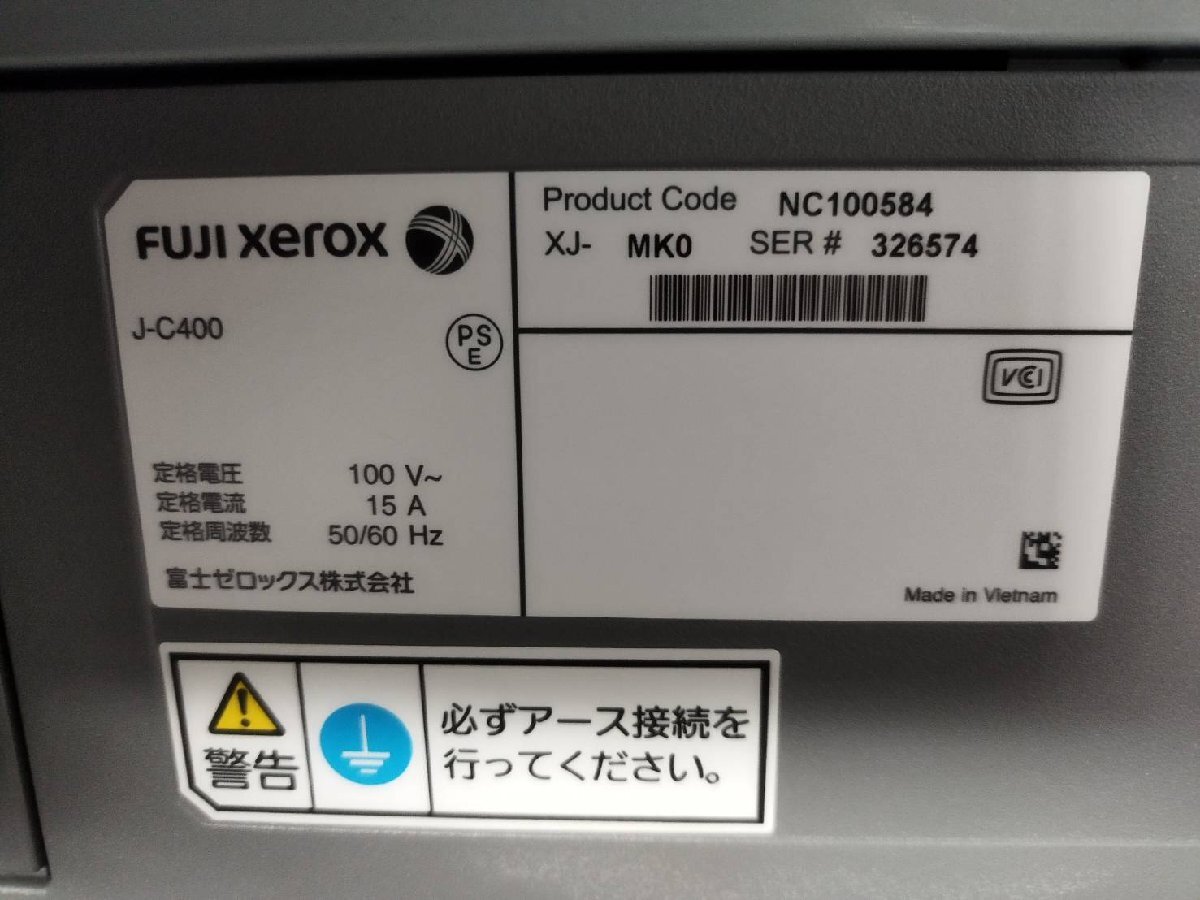 FUJI xerox
J-C400
PS
E
定格電圧 100 V~
定格電流 15 A
定格周波数 50/60 Hz
富士ゼロックス株式会社
Product Code NC100584
XJ- MK0 SER # 326574
VCCI
Made in Vietnam
警告
必ずアース接続を
行ってください。